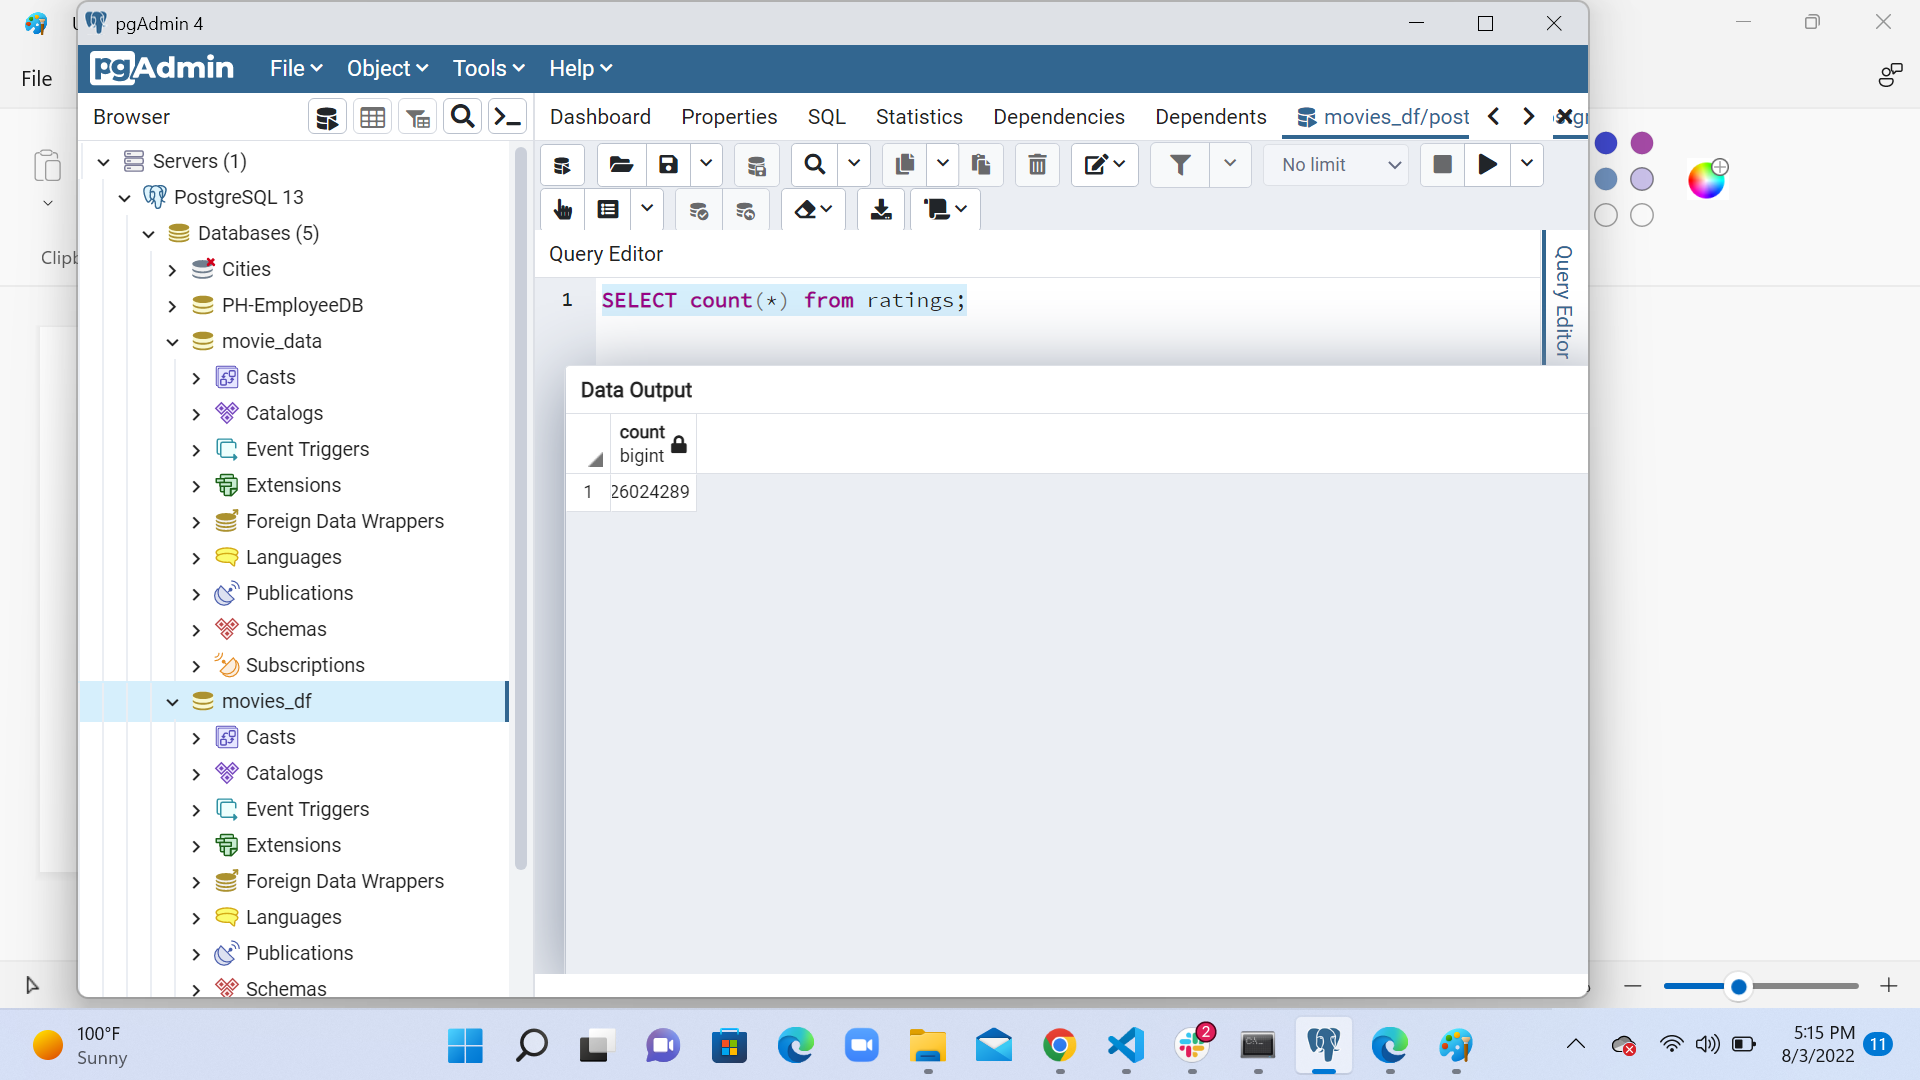 pgAdmin 4
File
pgAdmin
File
Object
Tools
Help
Browser
Dashboard
Properties
SQL
Statistics
Dependencies
Dependents
movies_df/post
Servers (1)
PostgreSQL 13
Databases (5)
Cities
PH-EmployeeDB
movie_data
Casts
Catalogs
Event Triggers
Extensions
Foreign Data Wrappers
Languages
Publications
Schemas
Subscriptions
movies_df
Casts
Catalogs
Event Triggers
Extensions
Foreign Data Wrappers
Languages
Publications
Schemas
Clipb
No limit
Query Editor
1 SELECT count(*) from ratings;
Query Editor
Data Output
count
bigint
1 26024289
100°F
Sunny
2
5:15 PM
8/3/2022
11